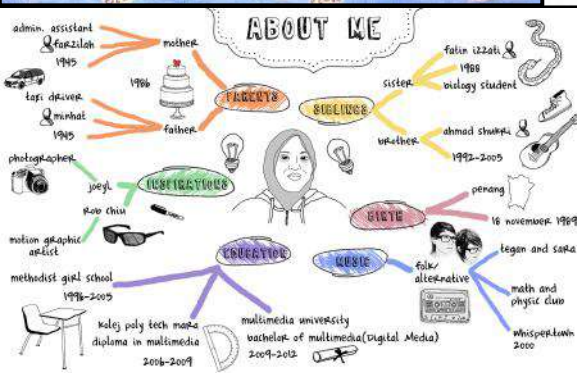 ABOUT ME
admin. assistant
farzilah
1945
mother
1986
taxi driver
minhat
1945
father
PARENTS
SIBLINGS
sister
fatin izzati
1988
biology student
brother
ahmad shukri
1992-2005
photographer
joeyl
Rob Chiu
motion graphic
artist
INSPIRATIONS
BIRTH
penang
16 november 1989
EDUCATION
methodist girl school
1996-2005
kolej poly tech mara
diploma in multimedia
2006-2009
multimedia university
bachelor of multimedia(Digital Media)
2009-2012
MUSIC
folk/
alternative
tegan and sara
math and
physic club
whispertown
2000